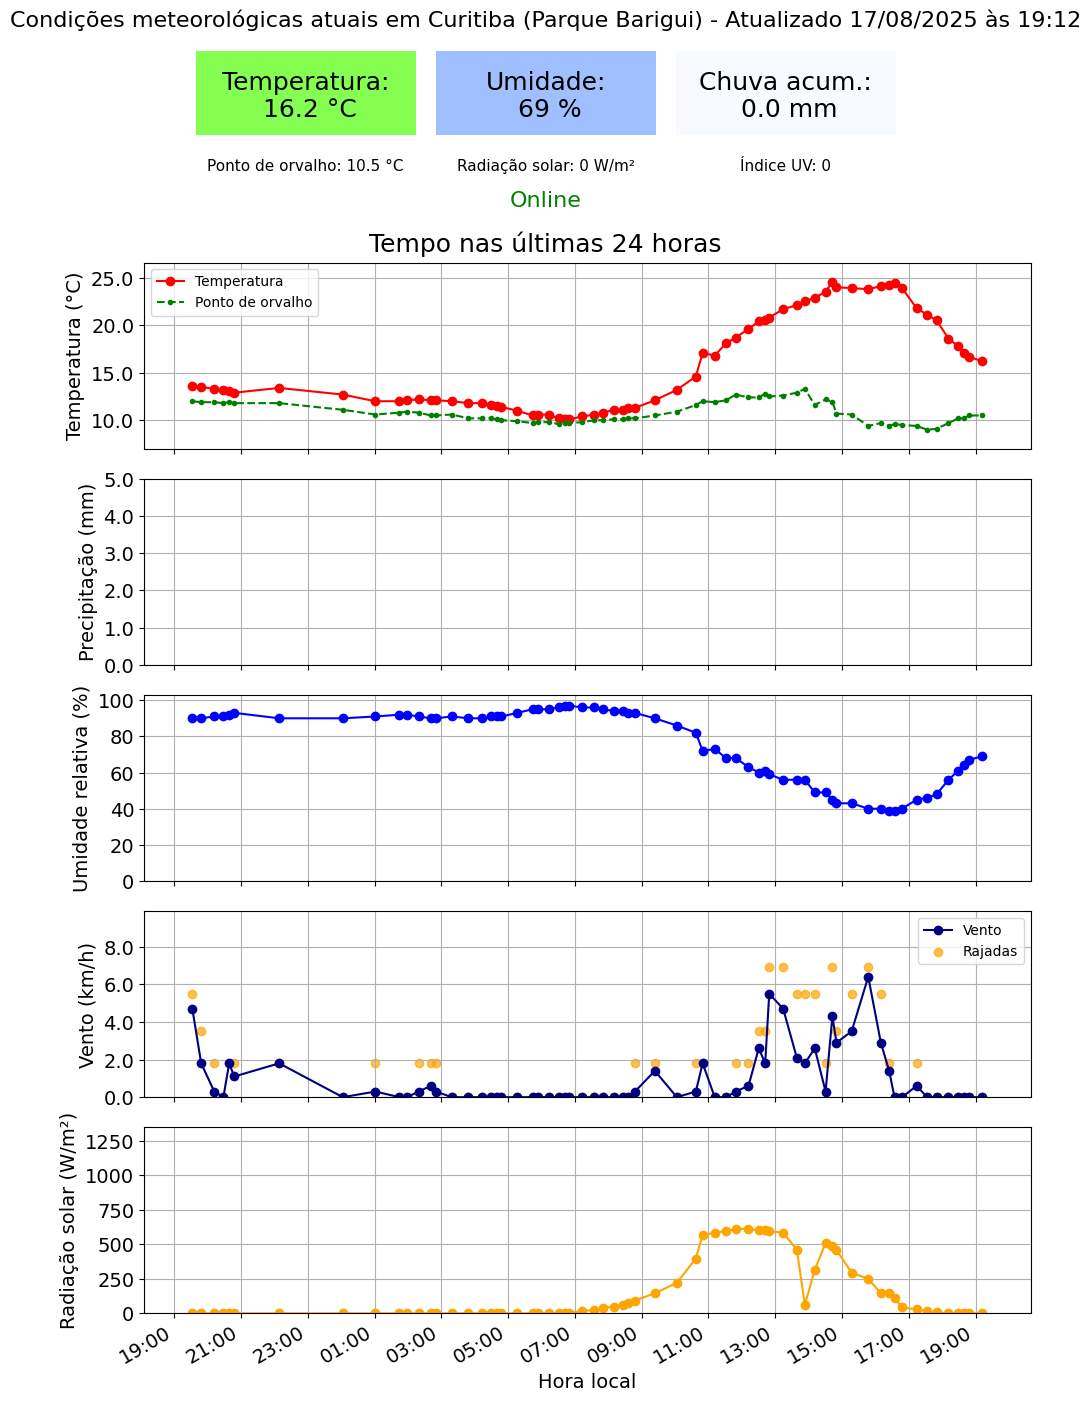 Condições meteorológicas atuais em Curitiba (Parque Barigui) - Atualizado 17/08/2025 às 19:12
Temperatura:
16.2 °C
Umidade:
69 %
Chuva acum.:
0.0 mm
Ponto de orvalho: 10.5 °C
Radiação solar: 0 W/m²
Índice UV: 0
Online
Tempo nas últimas 24 horas
Temperatura (°C)
25.0
20.0
15.0
10.0
Temperatura
Ponto de orvalho
Precipitação (mm)
5.0
4.0
3.0
2.0
1.0
0.0
Umidade relativa (%)
100
80
60
40
20
0
Vento (km/h)
8.0
6.0
4.0
2.0
0.0
Vento
Rajadas
Radiação solar (W/m²)
1250
1000
750
500
250
0
19:00
21:00
23:00
01:00
03:00
05:00
07:00
09:00
11:00
13:00
15:00
17:00
19:00
Hora local